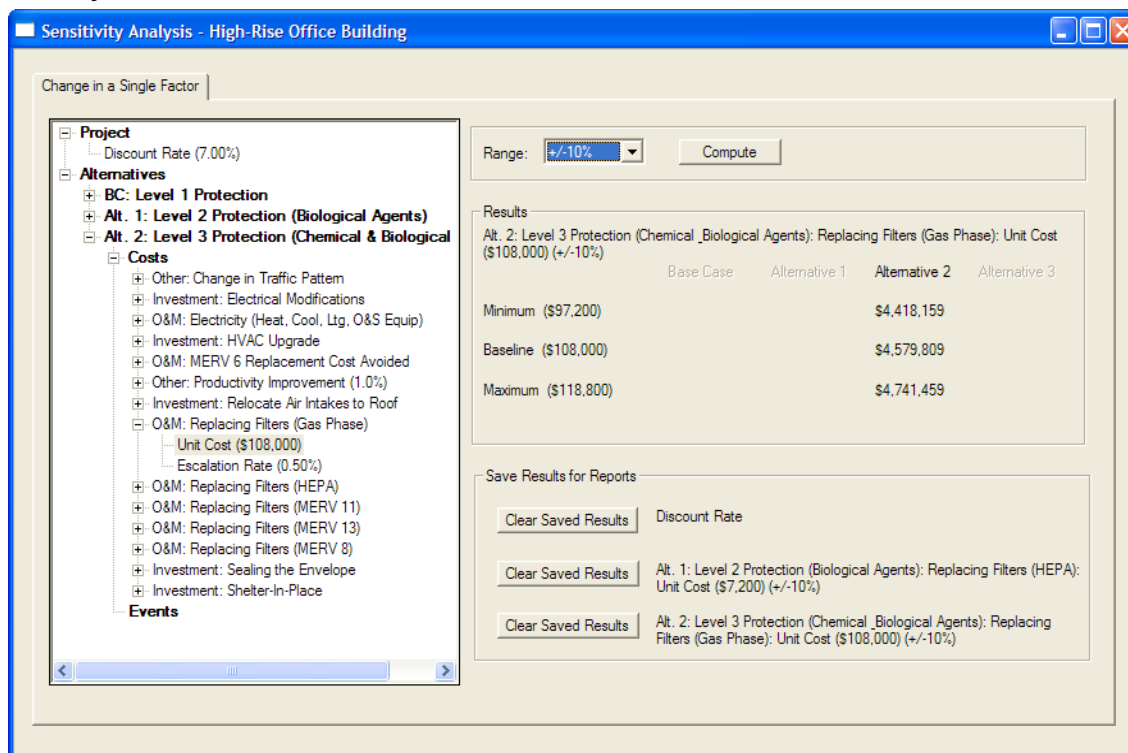 Sensitivity Analysis - High-Rise Office Building
Change in a Single Factor
Project
Discount Rate (7.00%)
Alternatives
BC: Level 1 Protection
Alt. 1: Level 2 Protection (Biological Agents)
Alt. 2: Level 3 Protection (Chemical & Biological
Costs
Other: Change in Traffic Pattern
Investment: Electrical Modifications
O&M: Electricity (Heat, Cool, Ltg, O&S Equip)
Investment: HVAC Upgrade
O&M: MERV 6 Replacement Cost Avoided
Other: Productivity Improvement (1.0%)
Investment: Relocate Air Intakes to Roof
O&M: Replacing Filters (Gas Phase)
Unit Cost ($108,000)
Escalation Rate (0.50%)
O&M: Replacing Filters (HEPA)
O&M: Replacing Filters (MERV 11)
O&M: Replacing Filters (MERV 13)
O&M: Replacing Filters (MERV 8)
Investment: Sealing the Envelope
Investment: Shelter-In-Place
Events
Range: +/-10% Compute
Results
Alt. 2: Level 3 Protection (Chemical _Biological Agents): Replacing Filters (Gas Phase): Unit Cost
($108,000) (+/-10%)
Base Case Alternative 1 Alternative 2 Alternative 3
Minimum ($97,200) $4,418,159
Baseline ($108,000) $4,579,809
Maximum ($118,800) $4,741,459
Save Results for Reports
Clear Saved Results Discount Rate
Clear Saved Results Alt. 1: Level 2 Protection (Biological Agents): Replacing Filters (HEPA):
Unit Cost ($7,200) (+/-10%)
Clear Saved Results Alt. 2: Level 3 Protection (Chemical _Biological Agents): Replacing
Filters (Gas Phase): Unit Cost ($108,000) (+/-10%)